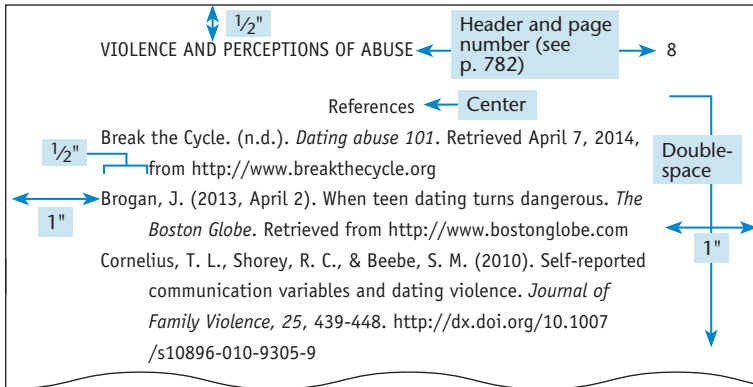 ½"
VIOLENCE AND PERCEPTIONS OF ABUSE
Header and page
number (see
p. 782)
8
References
Center
Break the Cycle. (n.d.). Dating abuse 101. Retrieved April 7, 2014,
½"
from http://www.breakthecycle.org
Double-
space
Brogan, J. (2013, April 2). When teen dating turns dangerous. The
1"
Boston Globe. Retrieved from http://www.bostonglobe.com
1"
Cornelius, T. L., Shorey, R. C., & Beebe, S. M. (2010). Self-reported
communication variables and dating violence. Journal of
Family Violence, 25, 439-448. http://dx.doi.org/10.1007
/s10896-010-9305-9